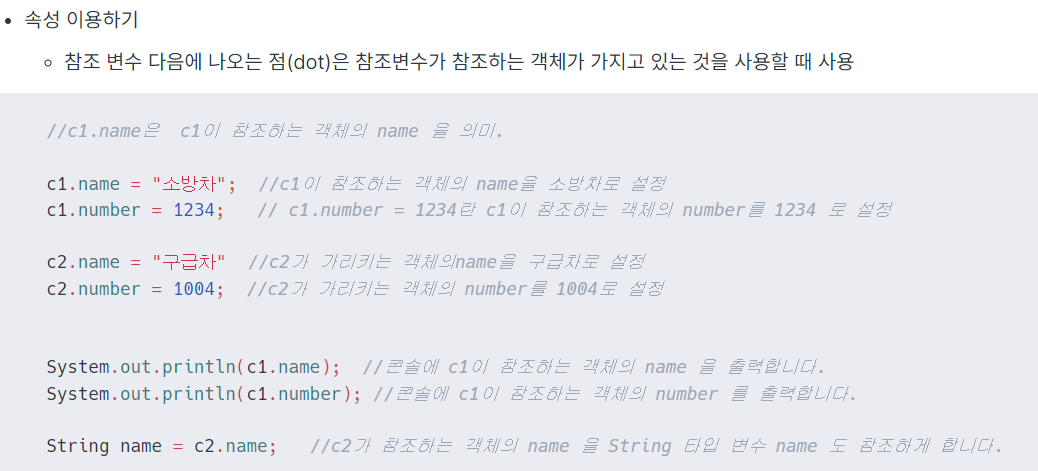 속성 이용하기
참조 변수 다음에 나오는 점(dot)은 참조변수가 참조하는 객체가 가지고 있는 것을 사용할 때 사용
//c1.name은 c1이 참조하는 객체의 name 을 의미.
c1.name = "소방차"; //c1이 참조하는 객체의 name을 소방차로 설정
c1.number = 1234; // c1.number = 1234란 c1이 참조하는 객체의 number를 1234 로 설정
c2.name = "구급차" //c2가 가리키는 객체의name을 구급차로 설정
c2.number = 1004; //c2가 가리키는 객체의 number를 1004로 설정
System.out.println(c1.name); //콘솔에 c1이 참조하는 객체의 name 을 출력합니다.
System.out.println(c1.number); //콘솔에 c1이 참조하는 객체의 number 를 출력합니다.
String name = c2.name; //c2가 참조하는 객체의 name 을 String 타입 변수 name 도 참조하게 합니다.